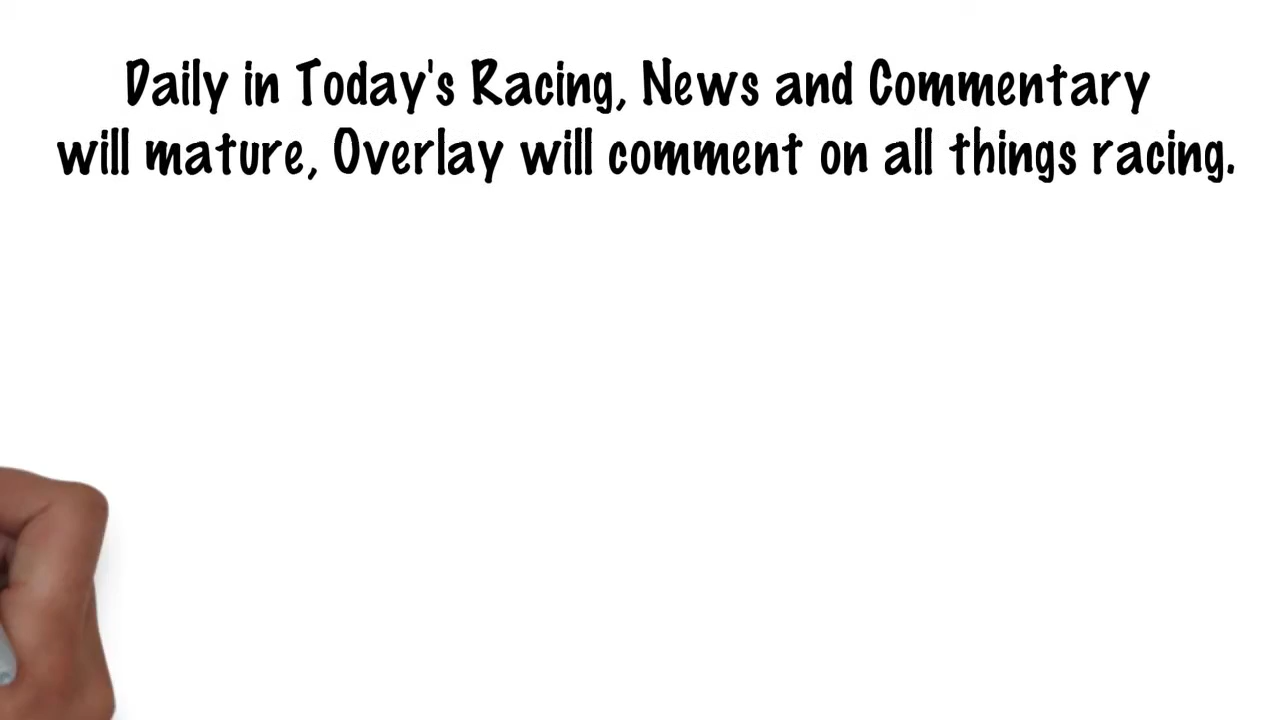 Daily in Today's Racing, News and Commentary
will mature, Overlay will comment on all things racing.